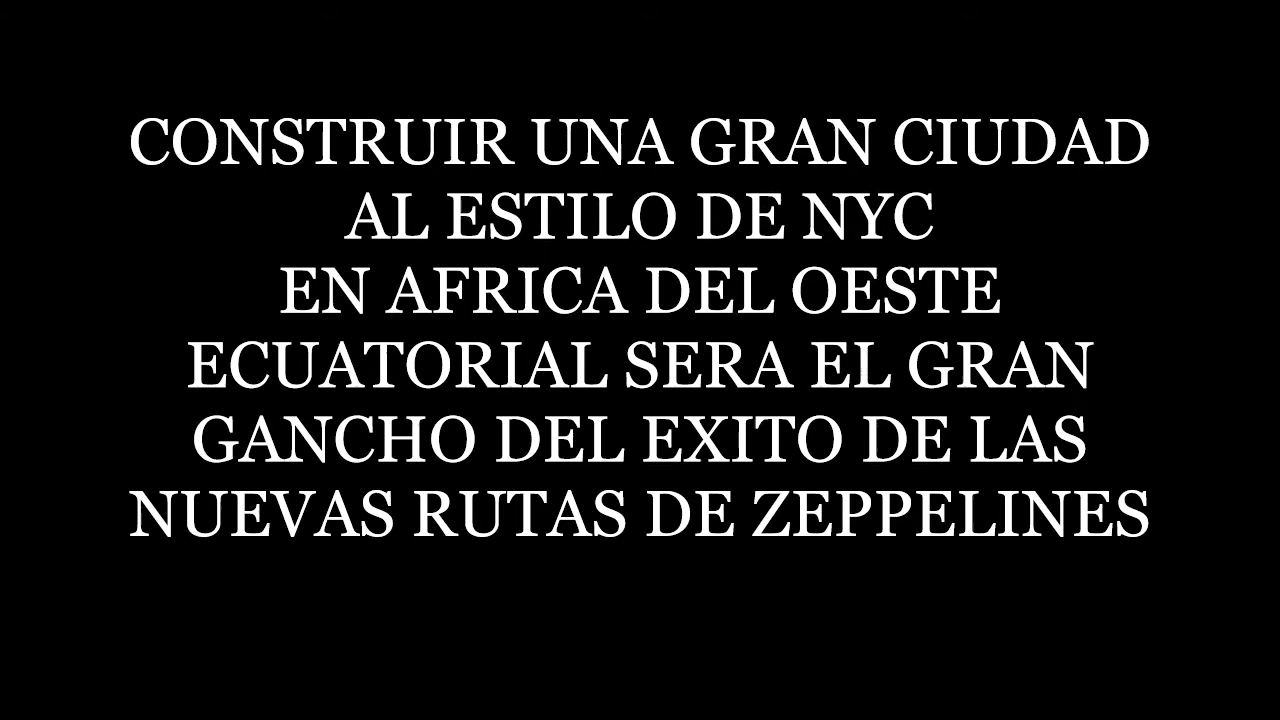 CONSTRUIR UNA GRAN CIUDAD
AL ESTILO DE NYC
EN AFRICA DEL OESTE
ECUATORIAL SERA EL GRAN
GANCHO DEL EXITO DE LAS
NUEVAS RUTAS DE ZEPPELINES